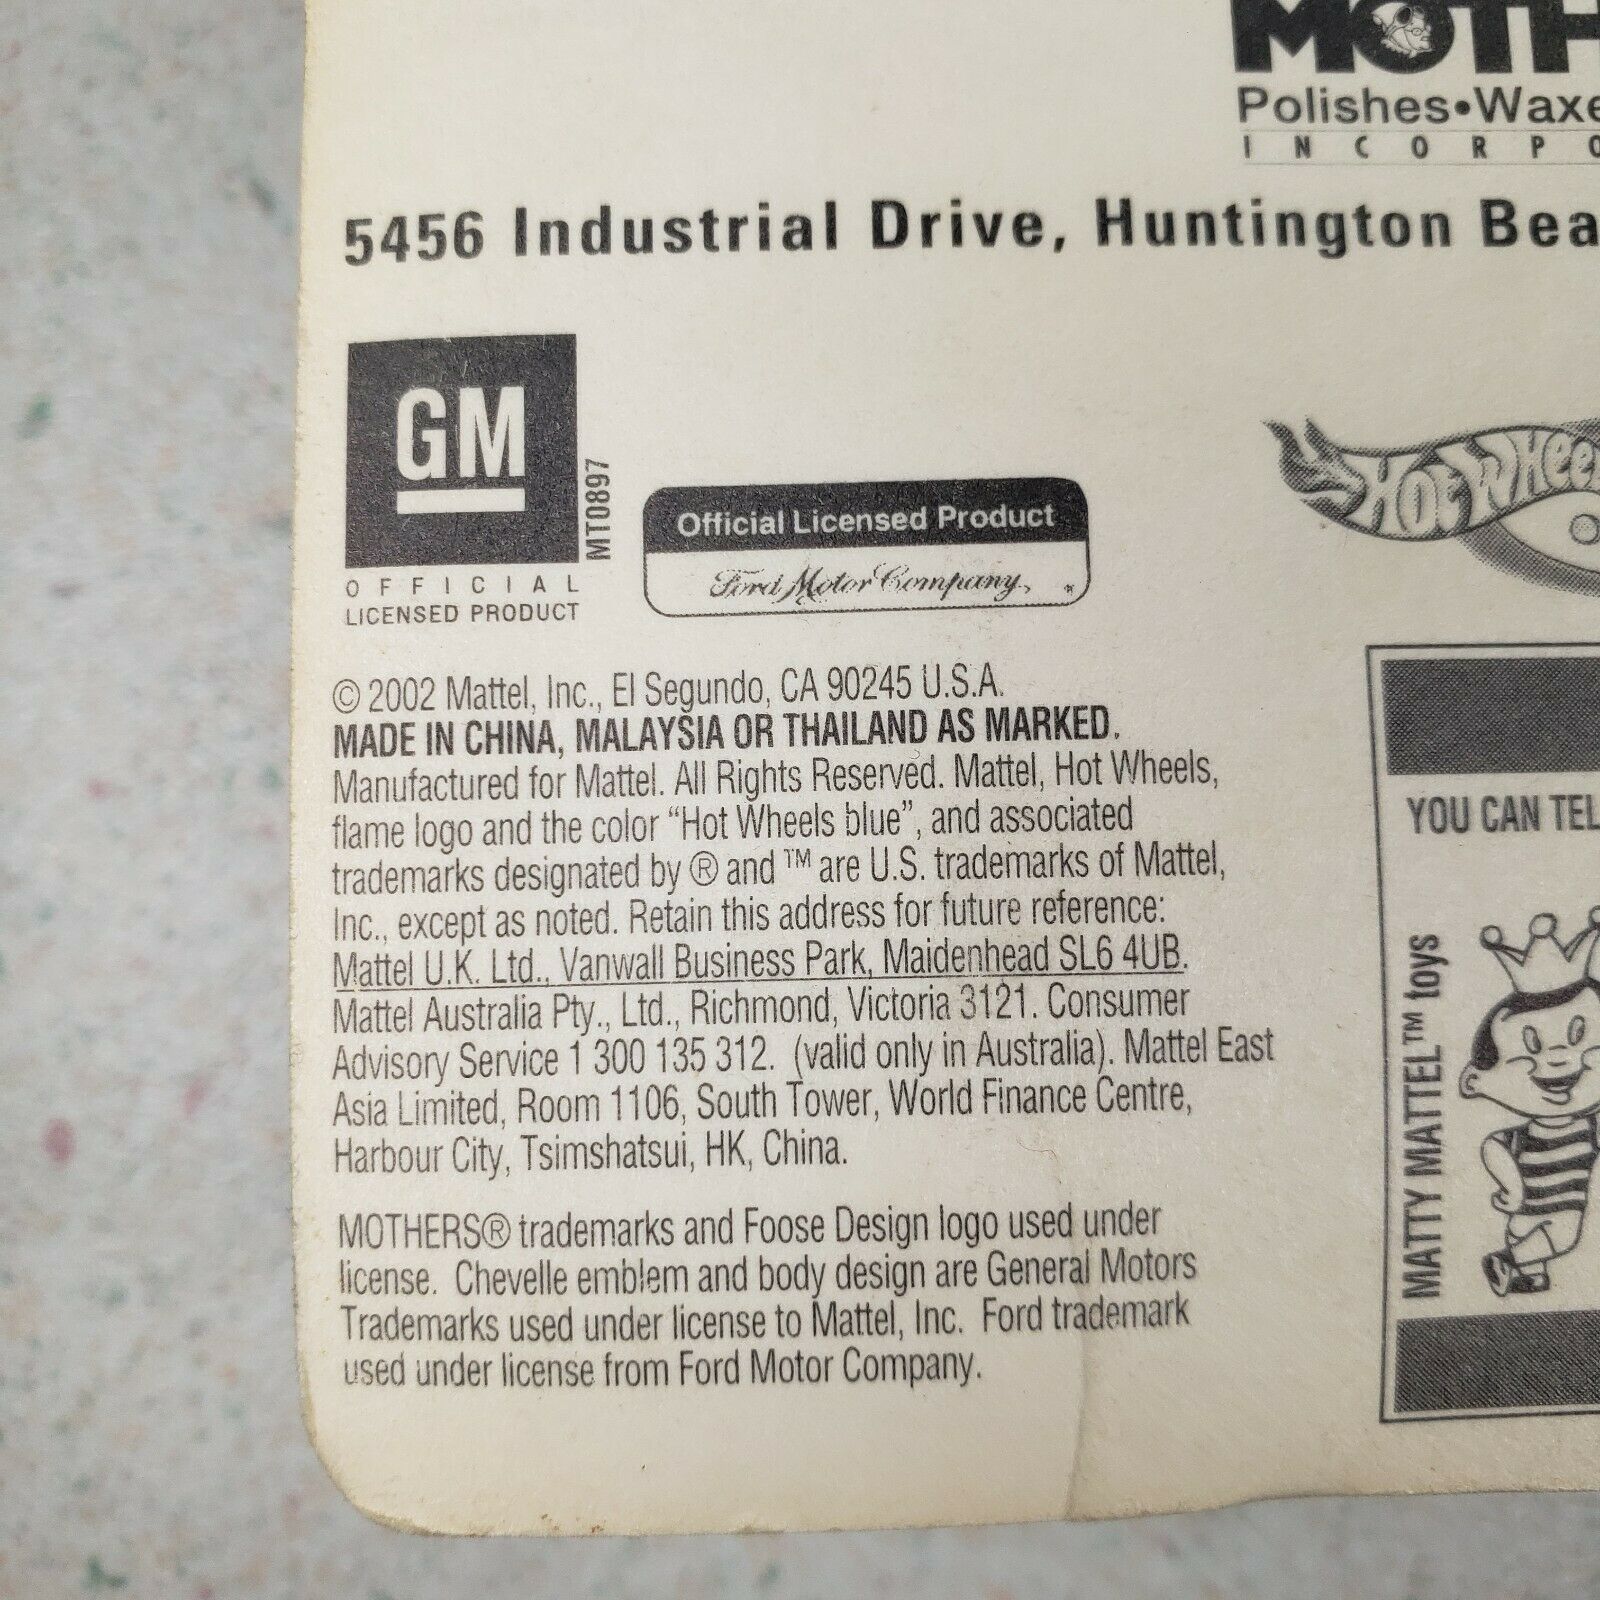 MOTH
Polishes•Waxe
INCORPO
5456 Industrial Drive, Huntington Bea
GM
MT0897
OFFICIAL
LICENSED PRODUCT
Official Licensed Product
Ford Motor Company,
Hot Wheel
© 2002 Mattel, Inc., El Segundo, CA 90245 U.S.A.
MADE IN CHINA, MALAYSIA OR THAILAND AS MARKED.
Manufactured for Mattel. All Rights Reserved. Mattel, Hot Wheels,
flame logo and the color “Hot Wheels blue”, and associated
trademarks designated by ® and ™ are U.S. trademarks of Mattel,
Inc., except as noted. Retain this address for future reference:
Mattel U.K. Ltd., Vanwall Business Park, Maidenhead SL6 4UB.
Mattel Australia Pty., Ltd., Richmond, Victoria 3121. Consumer
Advisory Service 1 300 135 312. (valid only in Australia). Mattel East
Asia Limited, Room 1106, South Tower, World Finance Centre,
Harbour City, Tsimshatsui, HK, China.
MOTHERS® trademarks and Foose Design logo used under
license. Chevelle emblem and body design are General Motors
Trademarks used under license to Mattel, Inc. Ford trademark
used under license from Ford Motor Company.
YOU CAN TEL
MATTY MATTEL™ toys